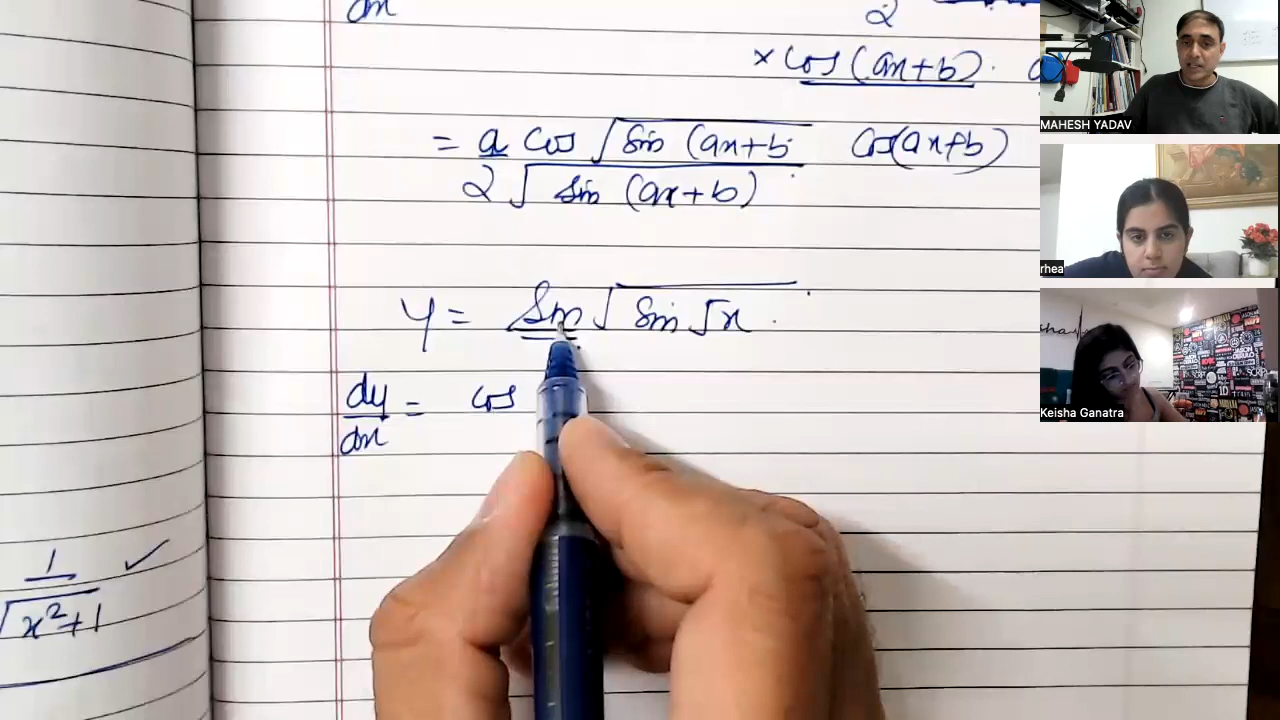 dx 2
× cos (ax+b) . a
MAHESH YADAV
= a cos √sin (ax+b . cos(ax+b)
2 √sin (ax+b) .
rhea
y = sin √sin √x .
dy/dx = cos
Keisha Ganatra
1/√x²+1 ✓